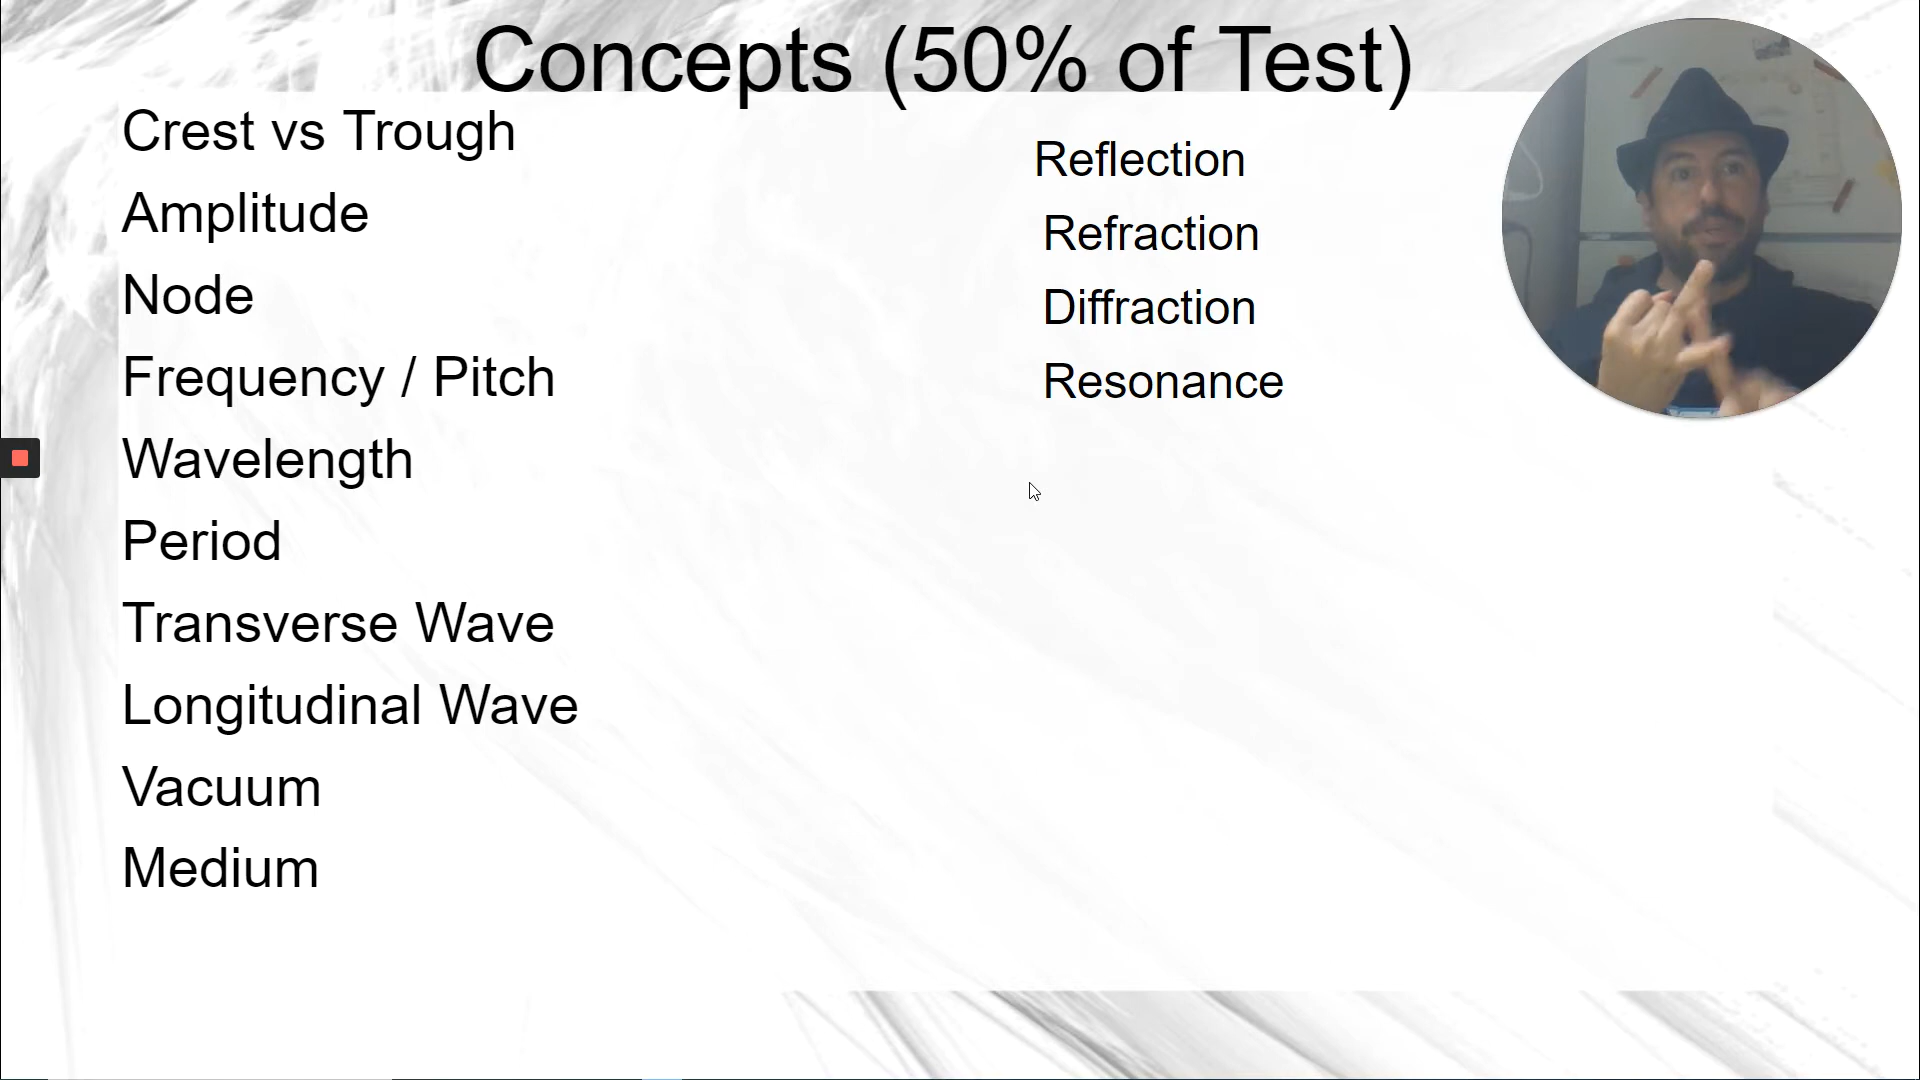 Concepts (50% of Test)
Crest vs Trough
Amplitude
Node
Frequency / Pitch
Wavelength
Period
Transverse Wave
Longitudinal Wave
Vacuum
Medium
Reflection
Refraction
Diffraction
Resonance